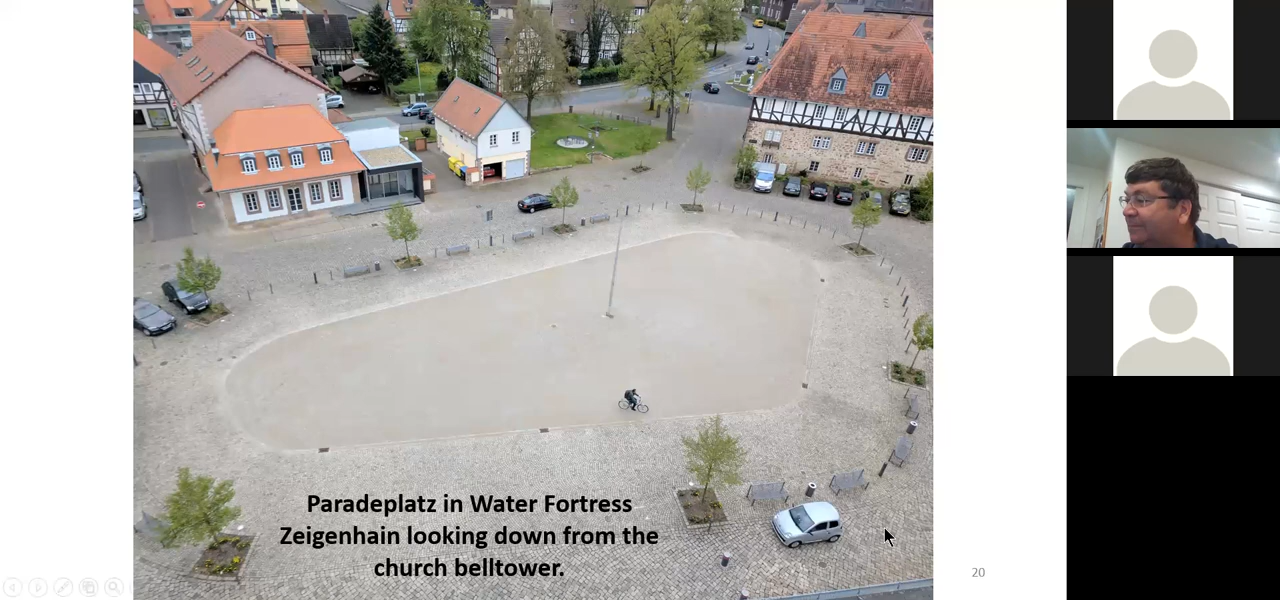 Paradeplatz in Water Fortress
Zeigenhain looking down from the
church belltower.
20